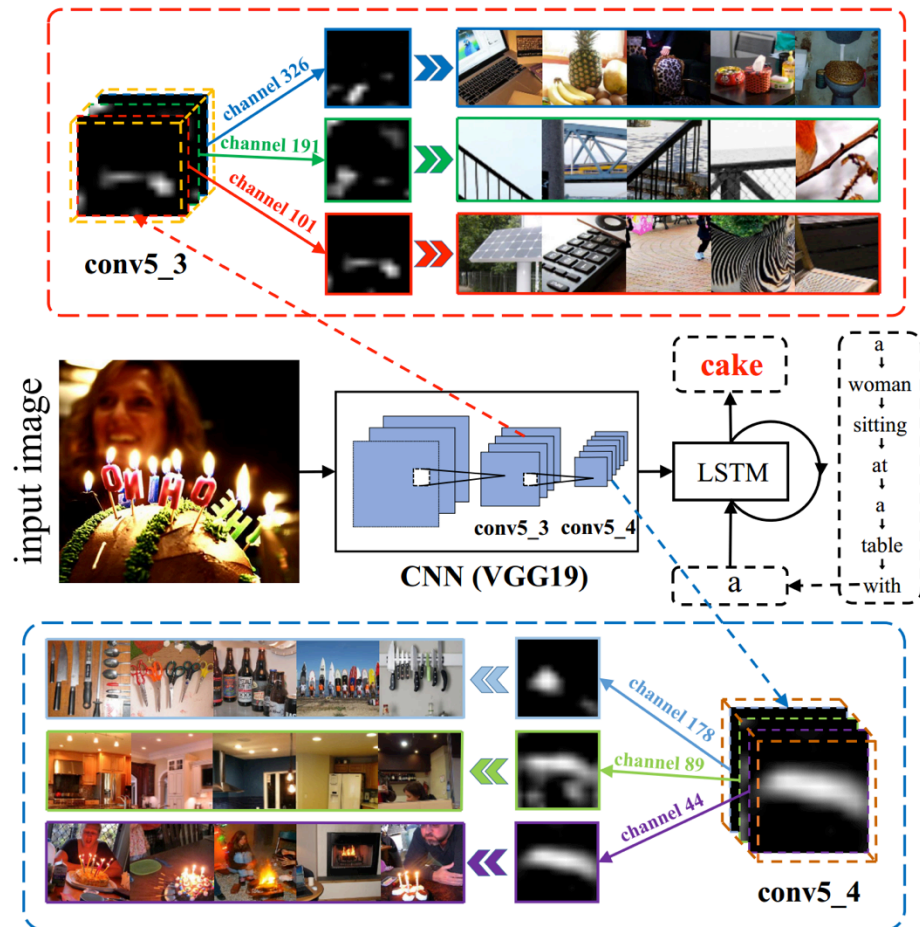 channel 326
channel 191
channel 101
conv5_3
input image
conv5_3
conv5_4
CNN (VGG19)
LSTM
cake
a
a
woman
sitting
at
a
table
with
channel 178
channel 89
channel 44
conv5_4